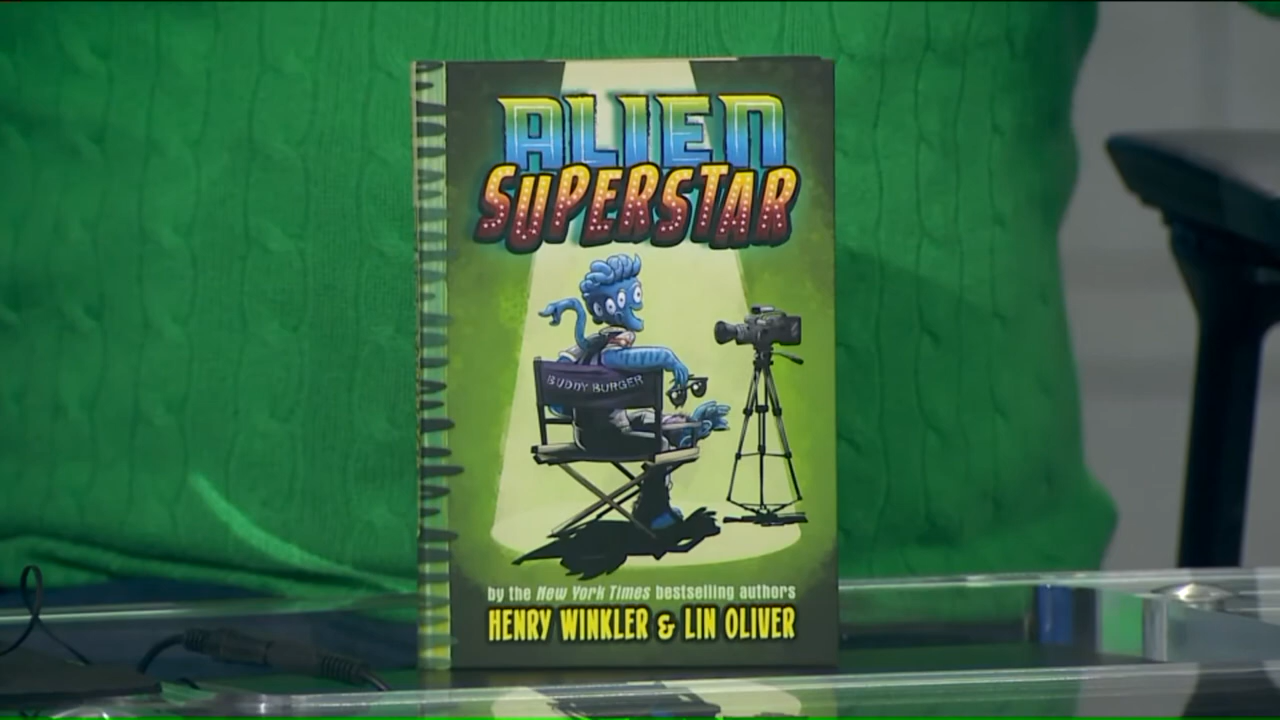 ALIEN
SUPERSTAR
BUDDY BURGER
by the New York Times bestselling authors
HENRY WINKLER & LIN OLIVER